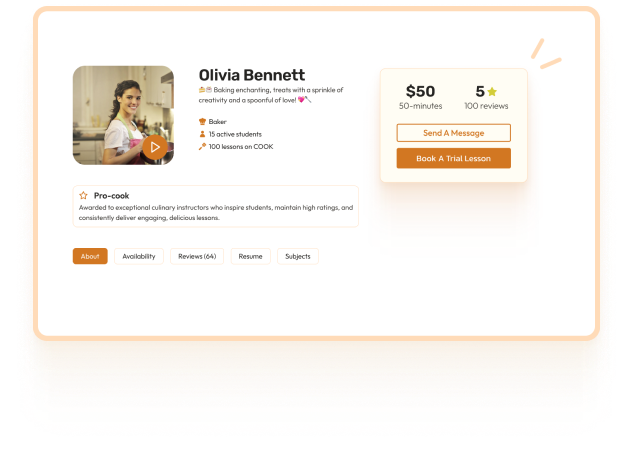 Olivia Bennett
Baking enchanting, treats with a sprinkle of
creativity and a spoonful of love!
Baker
15 active students
100 lessons on COOK
$50
50-minutes
5
100 reviews
Send A Message
Book A Trial Lesson
Pro-cook
Awarded to exceptional culinary instructors who inspire students, maintain high ratings, and
consistently deliver engaging, delicious lessons.
About
Availability
Reviews (64)
Resume
Subjects